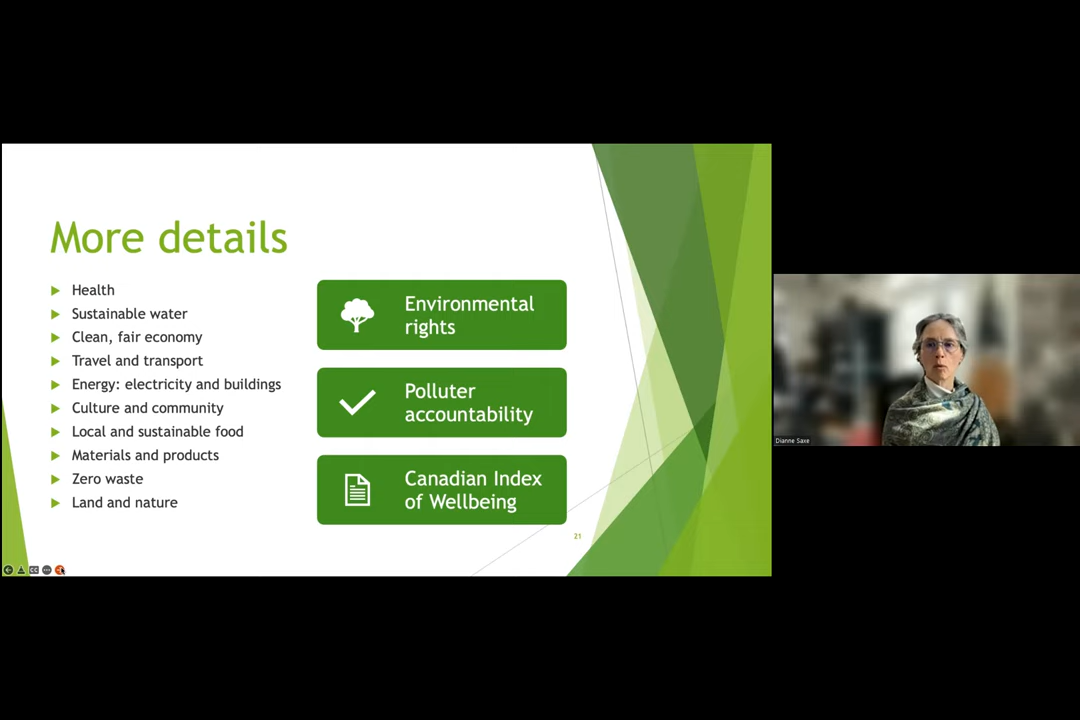 More details
Health
Sustainable water
Clean, fair economy
Travel and transport
Energy: electricity and buildings
Culture and community
Local and sustainable food
Materials and products
Zero waste
Land and nature
Environmental
rights
Polluter
accountability
Canadian Index
of Wellbeing
21
CC
Dianne Saxe